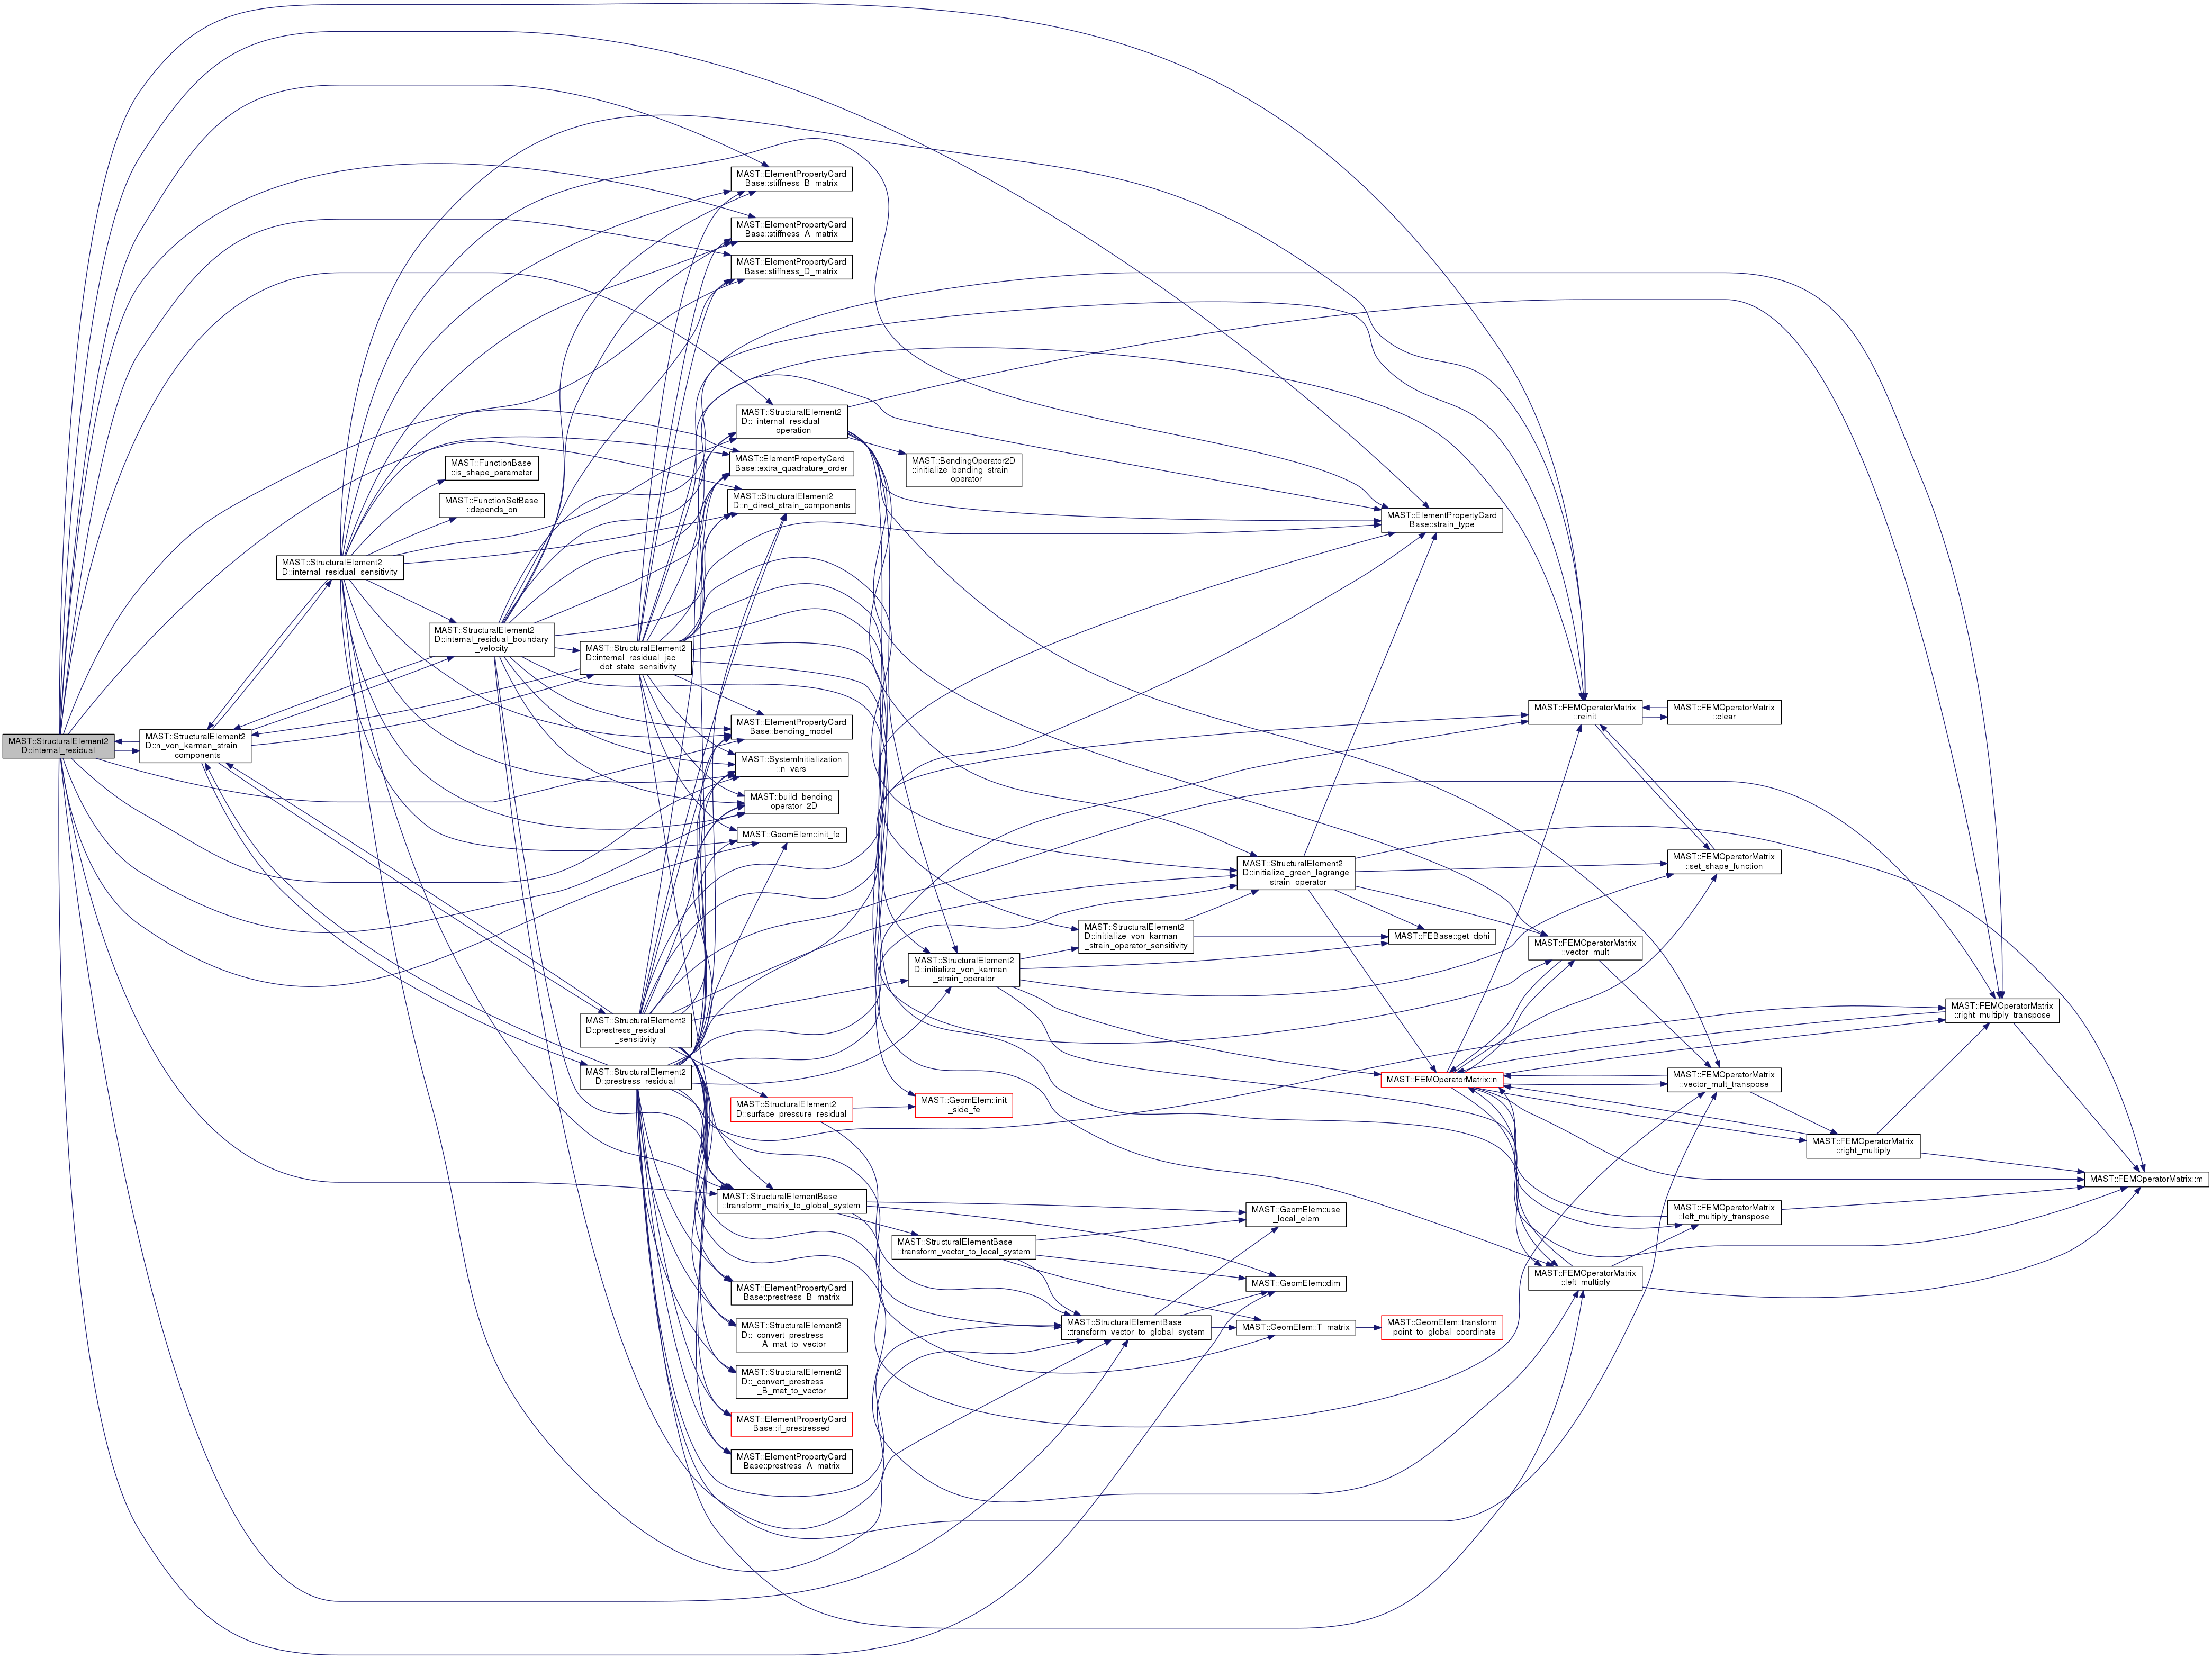 MAST::StructuralElement2
D::internal_residual
MAST::StructuralElement2
D::n_von_karman_strain
_components
MAST::StructuralElement2
D::internal_residual_sensitivity
MAST::FunctionBase
::is_shape_parameter
MAST::FunctionSetBase
::depends_on
MAST::StructuralElement2
D::internal_residual_boundary
_velocity
MAST::StructuralElement2
D::internal_residual_jac
_dot_state_sensitivity
MAST::StructuralElement2
D::prestress_residual
_sensitivity
MAST::StructuralElement2
D::prestress_residual
MAST::ElementPropertyCard
Base::stiffness_B_matrix
MAST::ElementPropertyCard
Base::stiffness_A_matrix
MAST::ElementPropertyCard
Base::stiffness_D_matrix
MAST::StructuralElement2
D::_internal_residual
_operation
MAST::ElementPropertyCard
Base::extra_quadrature_order
MAST::StructuralElement2
D::n_direct_strain_components
MAST::ElementPropertyCard
Base::bending_model
MAST::SystemInitialization
::n_vars
MAST::build_bending
_operator_2D
MAST::GeomElem::init_fe
MAST::StructuralElement2
D::surface_pressure_residual
MAST::StructuralElementBase
::transform_matrix_to_global_system
MAST::ElementPropertyCard
Base::prestress_B_matrix
MAST::StructuralElement2
D::_convert_prestress
_A_mat_to_vector
MAST::StructuralElement2
D::_convert_prestress
_B_mat_to_vector
MAST::ElementPropertyCard
Base::if_prestressed
MAST::ElementPropertyCard
Base::prestress_A_matrix
MAST::BendingOperator2D
::initialize_bending_strain
_operator
MAST::StructuralElement2
D::initialize_von_karman
_strain_operator
MAST::GeomElem::init
_side_fe
MAST::StructuralElementBase
::transform_vector_to_local_system
MAST::StructuralElement2
D::initialize_von_karman
_strain_operator_sensitivity
MAST::StructuralElementBase
::transform_vector_to_global_system
MAST::StructuralElement2
D::initialize_green_lagrange
_strain_operator
MAST::GeomElem::use
_local_elem
MAST::GeomElem::dim
MAST::GeomElem::T_matrix
MAST::ElementPropertyCard
Base::strain_type
MAST::FEBase::get_dphi
MAST::FEMOperatorMatrix::n
MAST::GeomElem::transform
_point_to_global_coordinate
MAST::FEMOperatorMatrix
::reinit
MAST::FEMOperatorMatrix
::vector_mult
MAST::FEMOperatorMatrix
::left_multiply
MAST::FEMOperatorMatrix
::clear
MAST::FEMOperatorMatrix
::set_shape_function
MAST::FEMOperatorMatrix
::vector_mult_transpose
MAST::FEMOperatorMatrix
::left_multiply_transpose
MAST::FEMOperatorMatrix
::right_multiply
MAST::FEMOperatorMatrix
::right_multiply_transpose
MAST::FEMOperatorMatrix::m